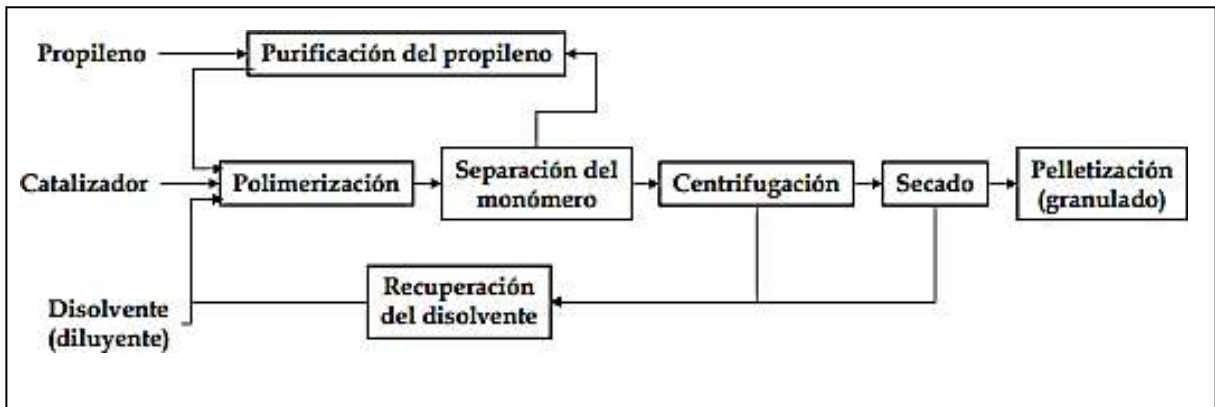 Propileno
Purificación del propileno
Catalizador
Polimerización
Separación del
monómero
Centrifugación
Secado
Pelletización
(granulado)
Disolvente
(diluyente)
Recuperación
del disolvente